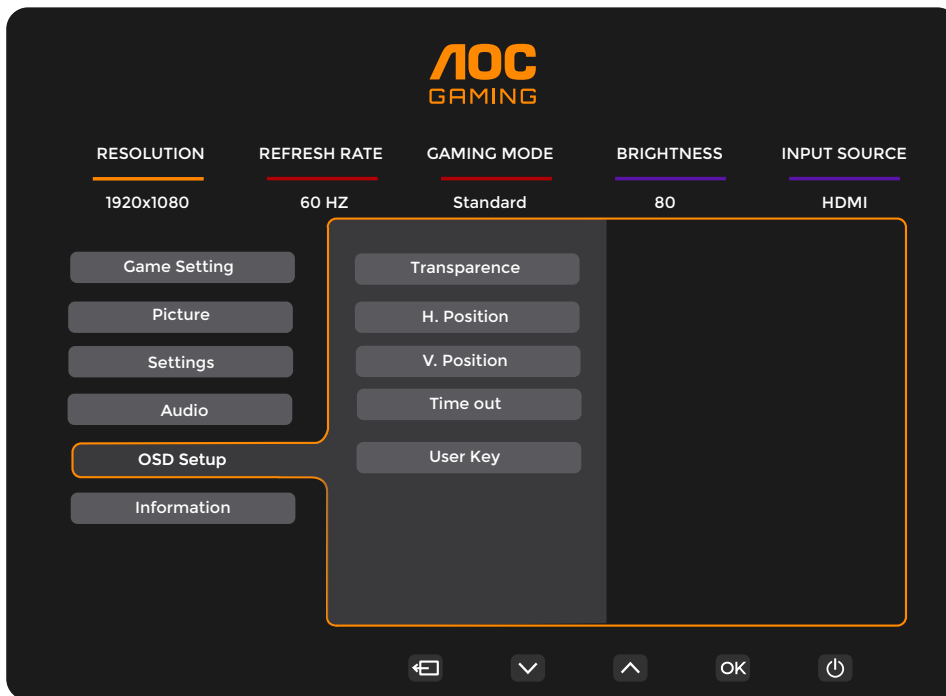 AOC
GAMING
RESOLUTION REFRESH RATE GAMING MODE BRIGHTNESS INPUT SOURCE
1920x1080 60 HZ Standard 80 HDMI
Game Setting
Picture
Settings
Audio
OSD Setup
Information
Transparence
H. Position
V. Position
Time out
User Key
OK